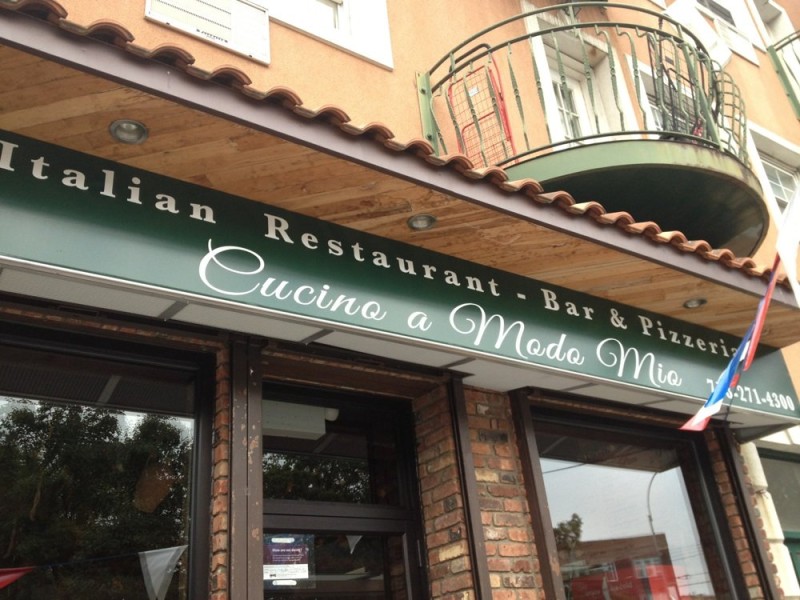 Italian Restaurant - Bar & Pizzeria
Cucino a Modo Mio
718-271-4300